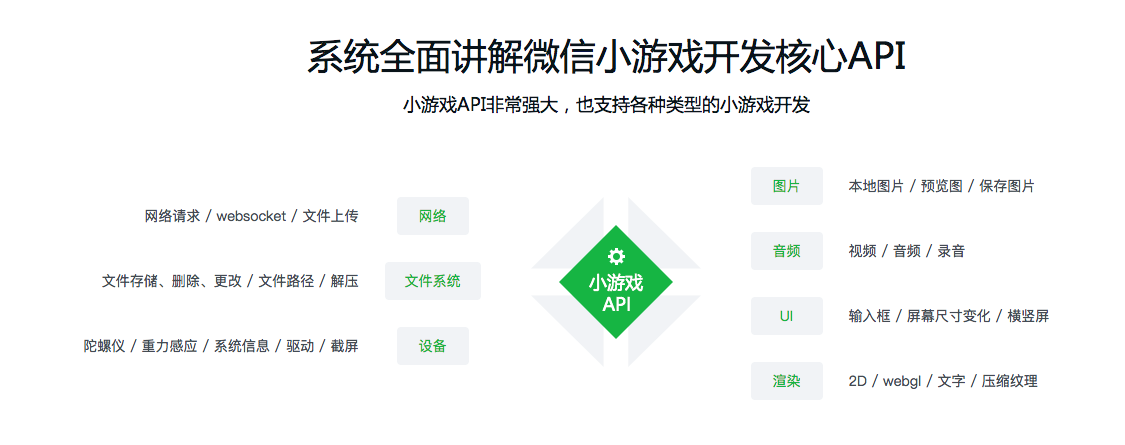 系统全面讲解微信小游戏开发核心API
小游戏API非常强大，也支持各种类型的小游戏开发
网络请求 / websocket / 文件上传
网络
文件存储、删除、更改 / 文件路径 / 解压
文件系统
陀螺仪 / 重力感应 / 系统信息 / 驱动 / 截屏
设备
小游戏
API
图片
本地图片 / 预览图 / 保存图片
音频
视频 / 音频 / 录音
UI
输入框 / 屏幕尺寸变化 / 横竖屏
渲染
2D / webgl / 文字 / 压缩纹理